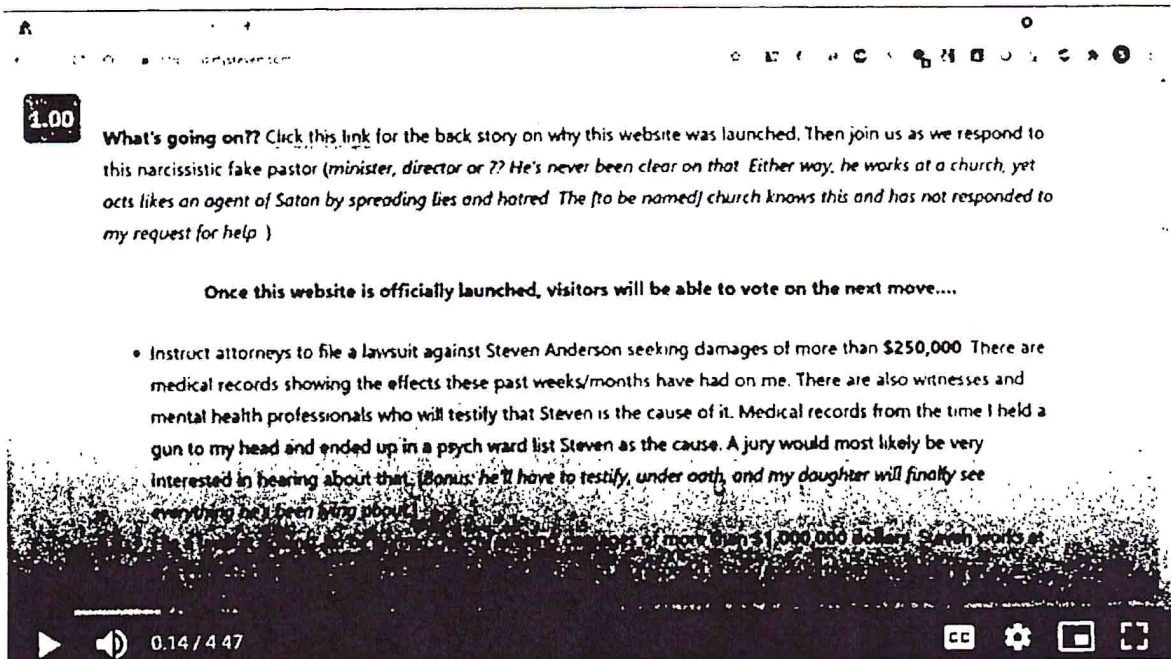 1.00
What's going on?? Click this link for the back story on why this website was launched. Then join us as we respond to
this narcissistic fake pastor (minister, director or ?? He's never been clear on that. Either way, he works at a church, yet
acts likes an agent of Satan by spreading lies and hatred. The [to be named] church knows this and has not responded to
my request for help.)
Once this website is officially launched, visitors will be able to vote on the next move....
• Instruct attorneys to file a lawsuit against Steven Anderson seeking damages of more than $250,000. There are
medical records showing the effects these past weeks/months have had on me. There are also witnesses and
mental health professionals who will testify that Steven is the cause of it. Medical records from the time I held a
gun to my head and ended up in a psych ward list Steven as the cause. A jury would most likely be very
interested in hearing about that. [Bonus: he'll have to testify, under oath, and my daughter will finally see
everything he's been lying about.]
of more than $1,000,000 dollars. Steven works at
0:14 / 4:47
CC